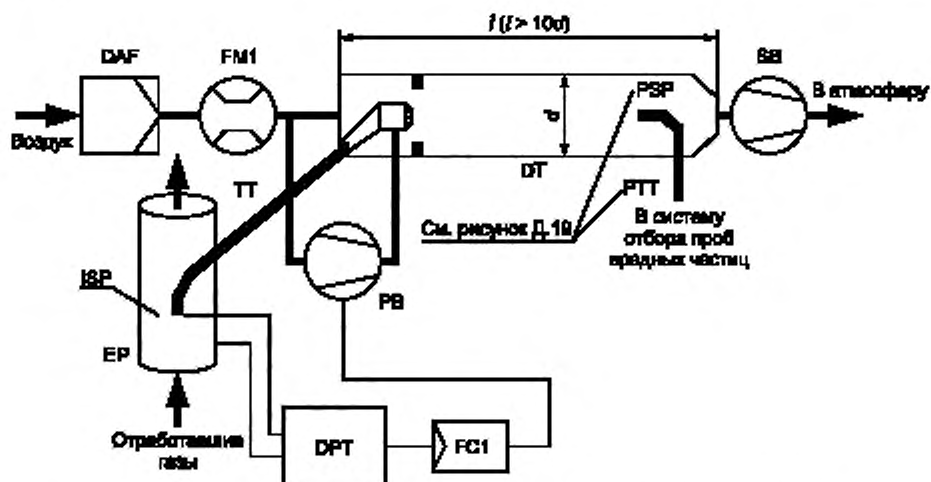 l (l > 10d)
DAF
FM1
SB
PSP
В атмосферу
Воздух
d
DT
TT
PTT
См. рисунок Д.19
В систему
отбора проб
вредных частиц
ISP
PB
EP
Отработавшие
газы
DPT
FC1